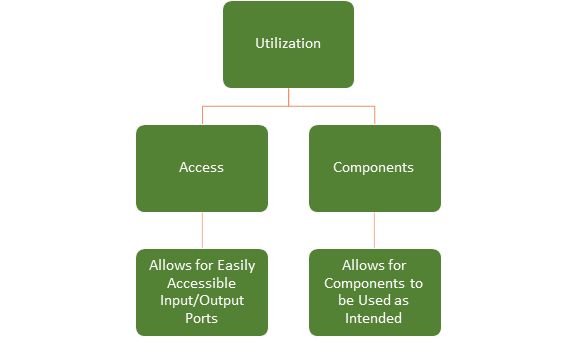 Utilization
Access
Components
Allows for Easily
Accessible
Input/Output
Ports
Allows for
Components to
be Used as
Intended